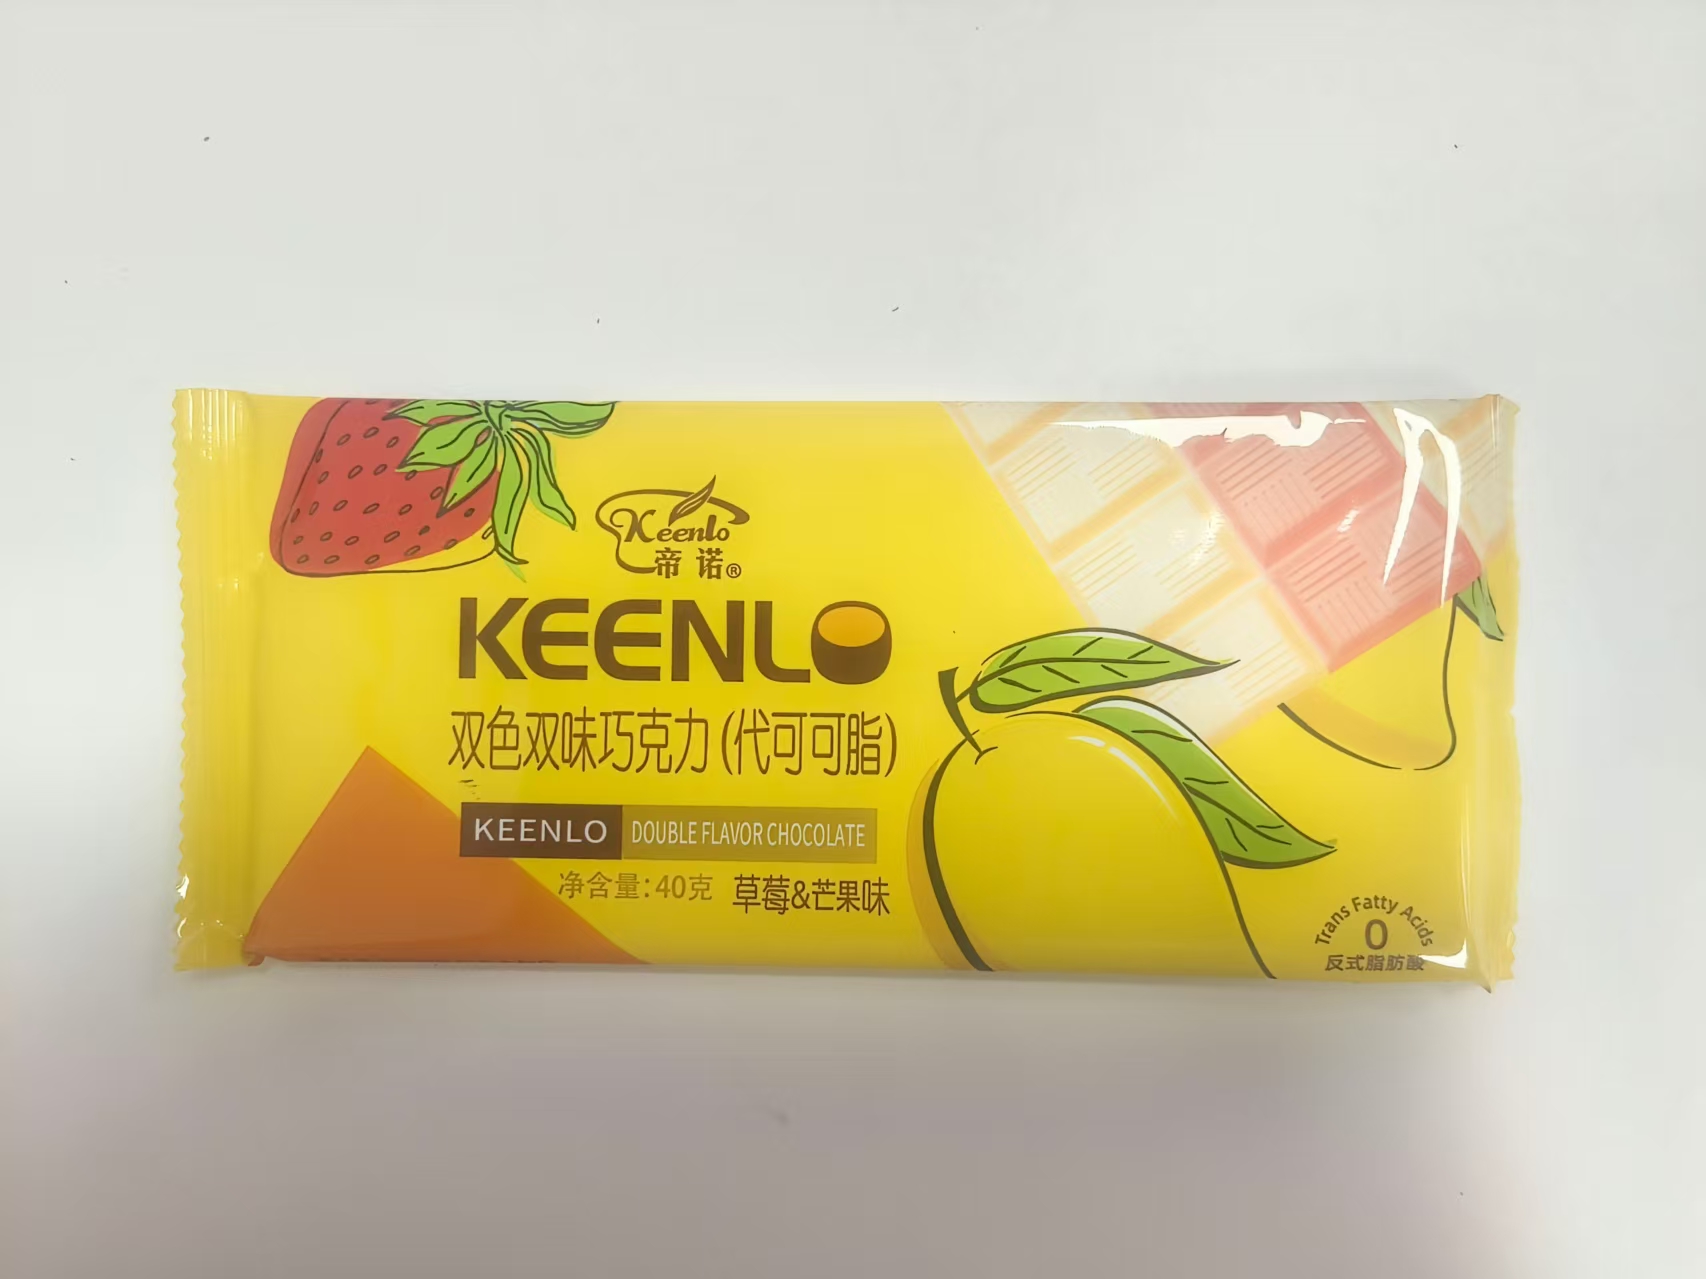 Keenlo
帝诺®
KEENLO
双色双味巧克力(代可可脂)
KEENLO DOUBLE FLAVOR CHOCOLATE
净含量:40克 草莓&芒果味
Trans Fatty Acids
0
反式脂肪酸